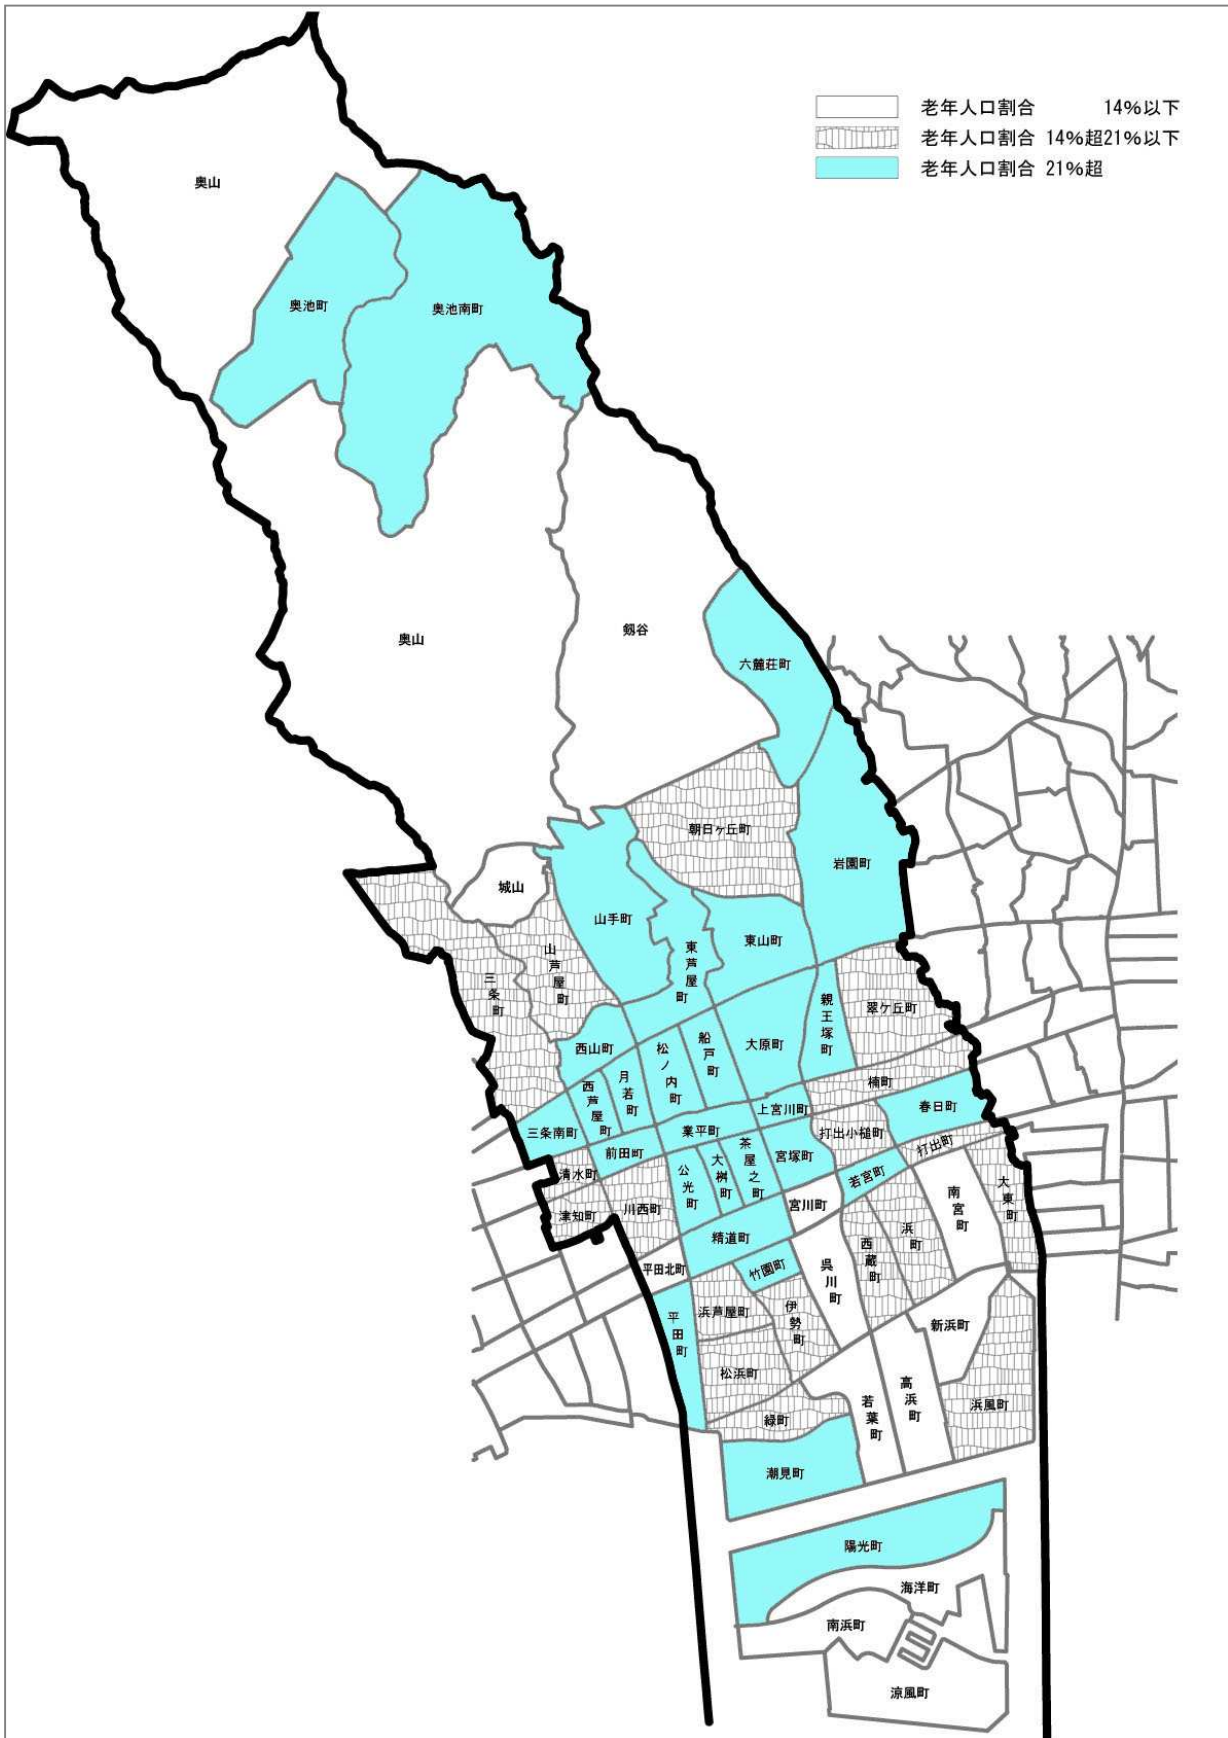 老年人口割合 14%以下
老年人口割合 14%超21%以下
老年人口割合 21%超
奥山
奥池町
奥池南町
奥山
剱谷
六麓荘町
朝日ヶ丘町
岩園町
城山
山手町
東山町
東芦屋町
山芦屋町
三条町
翠ケ丘町
親王塚町
西山町
松ノ内町
船戸町
大原町
月若町
西芦屋町
楠町
春日町
上宮川町
三条南町
業平町
打出小槌町
打出町
前田町
茶屋之町
宮塚町
大桝町
公光町
清水町
若宮町
南宮町
大東町
川西町
津知町
宮川町
浜町
精道町
西蔵町
平田北町
竹園町
呉川町
浜芦屋町
伊勢町
平田町
新浜町
松浜町
高浜町
若葉町
浜風町
緑町
潮見町
陽光町
海洋町
南浜町
涼風町